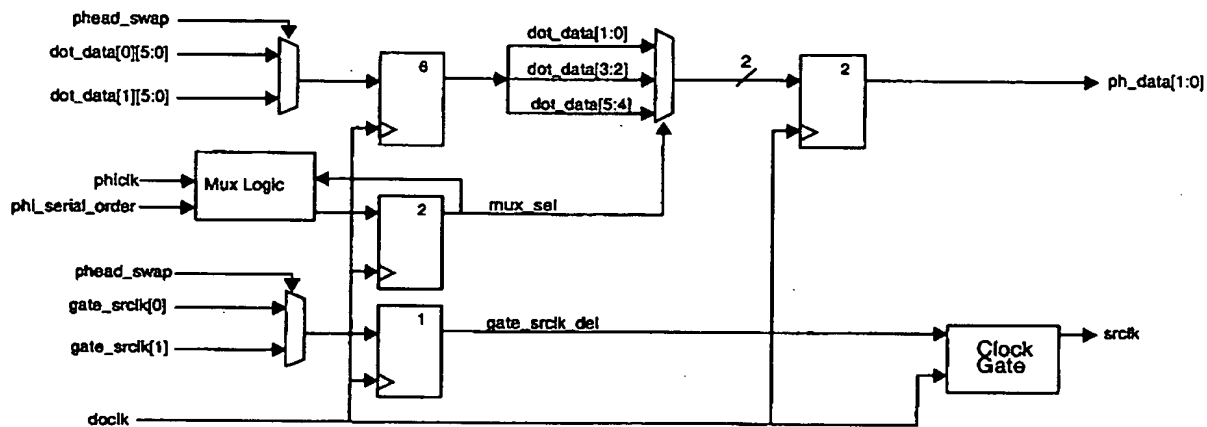 phead_swap
dot_data[0][5:0]
dot_data[1][5:0]
6
dot_data[1:0]
dot_data[3:2]
dot_data[5:4]
2
2
ph_data[1:0]
phiclk
phi_serial_order
Mux Logic
2
mux_sel
phead_swap
gate_srclk[0]
gate_srclk[1]
1
gate_srclk_del
Clock
Gate
srclk
doclk